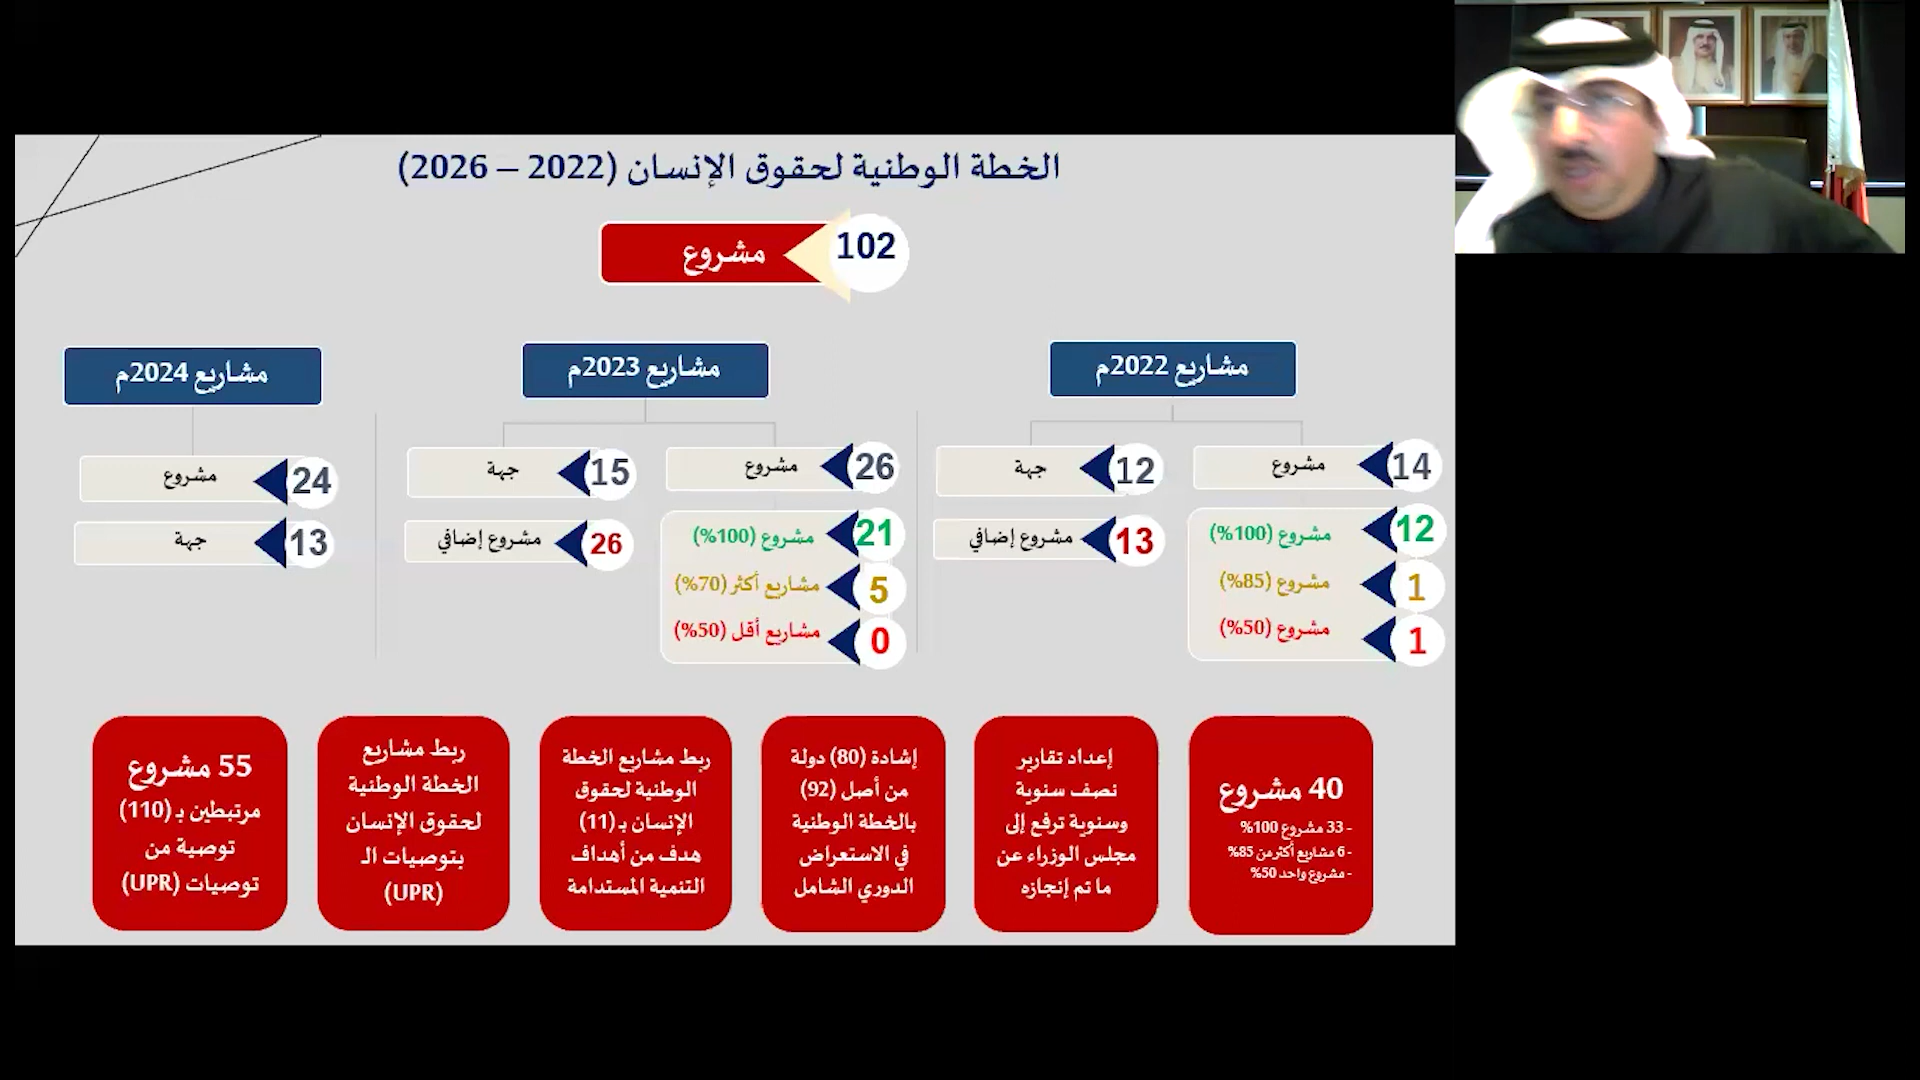 الخطة الوطنية لحقوق الإنسان (2022 – 2026)
102
مشروع
مشاريع 2022م
14
مشروع
12
مشروع (100%)
1
مشروع (85%)
1
مشروع (50%)
12
جهة
13
مشروع إضافي
مشاريع 2023م
26
مشروع
21
مشروع (100%)
5
مشاريع أكثر (70%)
0
مشاريع أقل (50%)
15
جهة
26
مشروع إضافي
مشاريع 2024م
24
مشروع
13
جهة
40 مشروع
- 33 مشروع 100%
- 6 مشاريع أكثر من 85%
- مشروع واحد 50%
إعداد تقارير
نصف سنوية
وسنوية ترفع إلى
مجلس الوزراء عن
ما تم إنجازه
إشادة (80) دولة
من أصل (92)
بالخطة الوطنية
في الاستعراض
الدوري الشامل
ربط مشاريع الخطة
الوطنية لحقوق
الإنسان بـ (11)
هدف من أهداف
التنمية المستدامة
ربط مشاريع
الخطة الوطنية
لحقوق الإنسان
بتوصيات الـ
(UPR)
55 مشروع
مرتبطين بـ (110)
توصية من
توصيات (UPR)